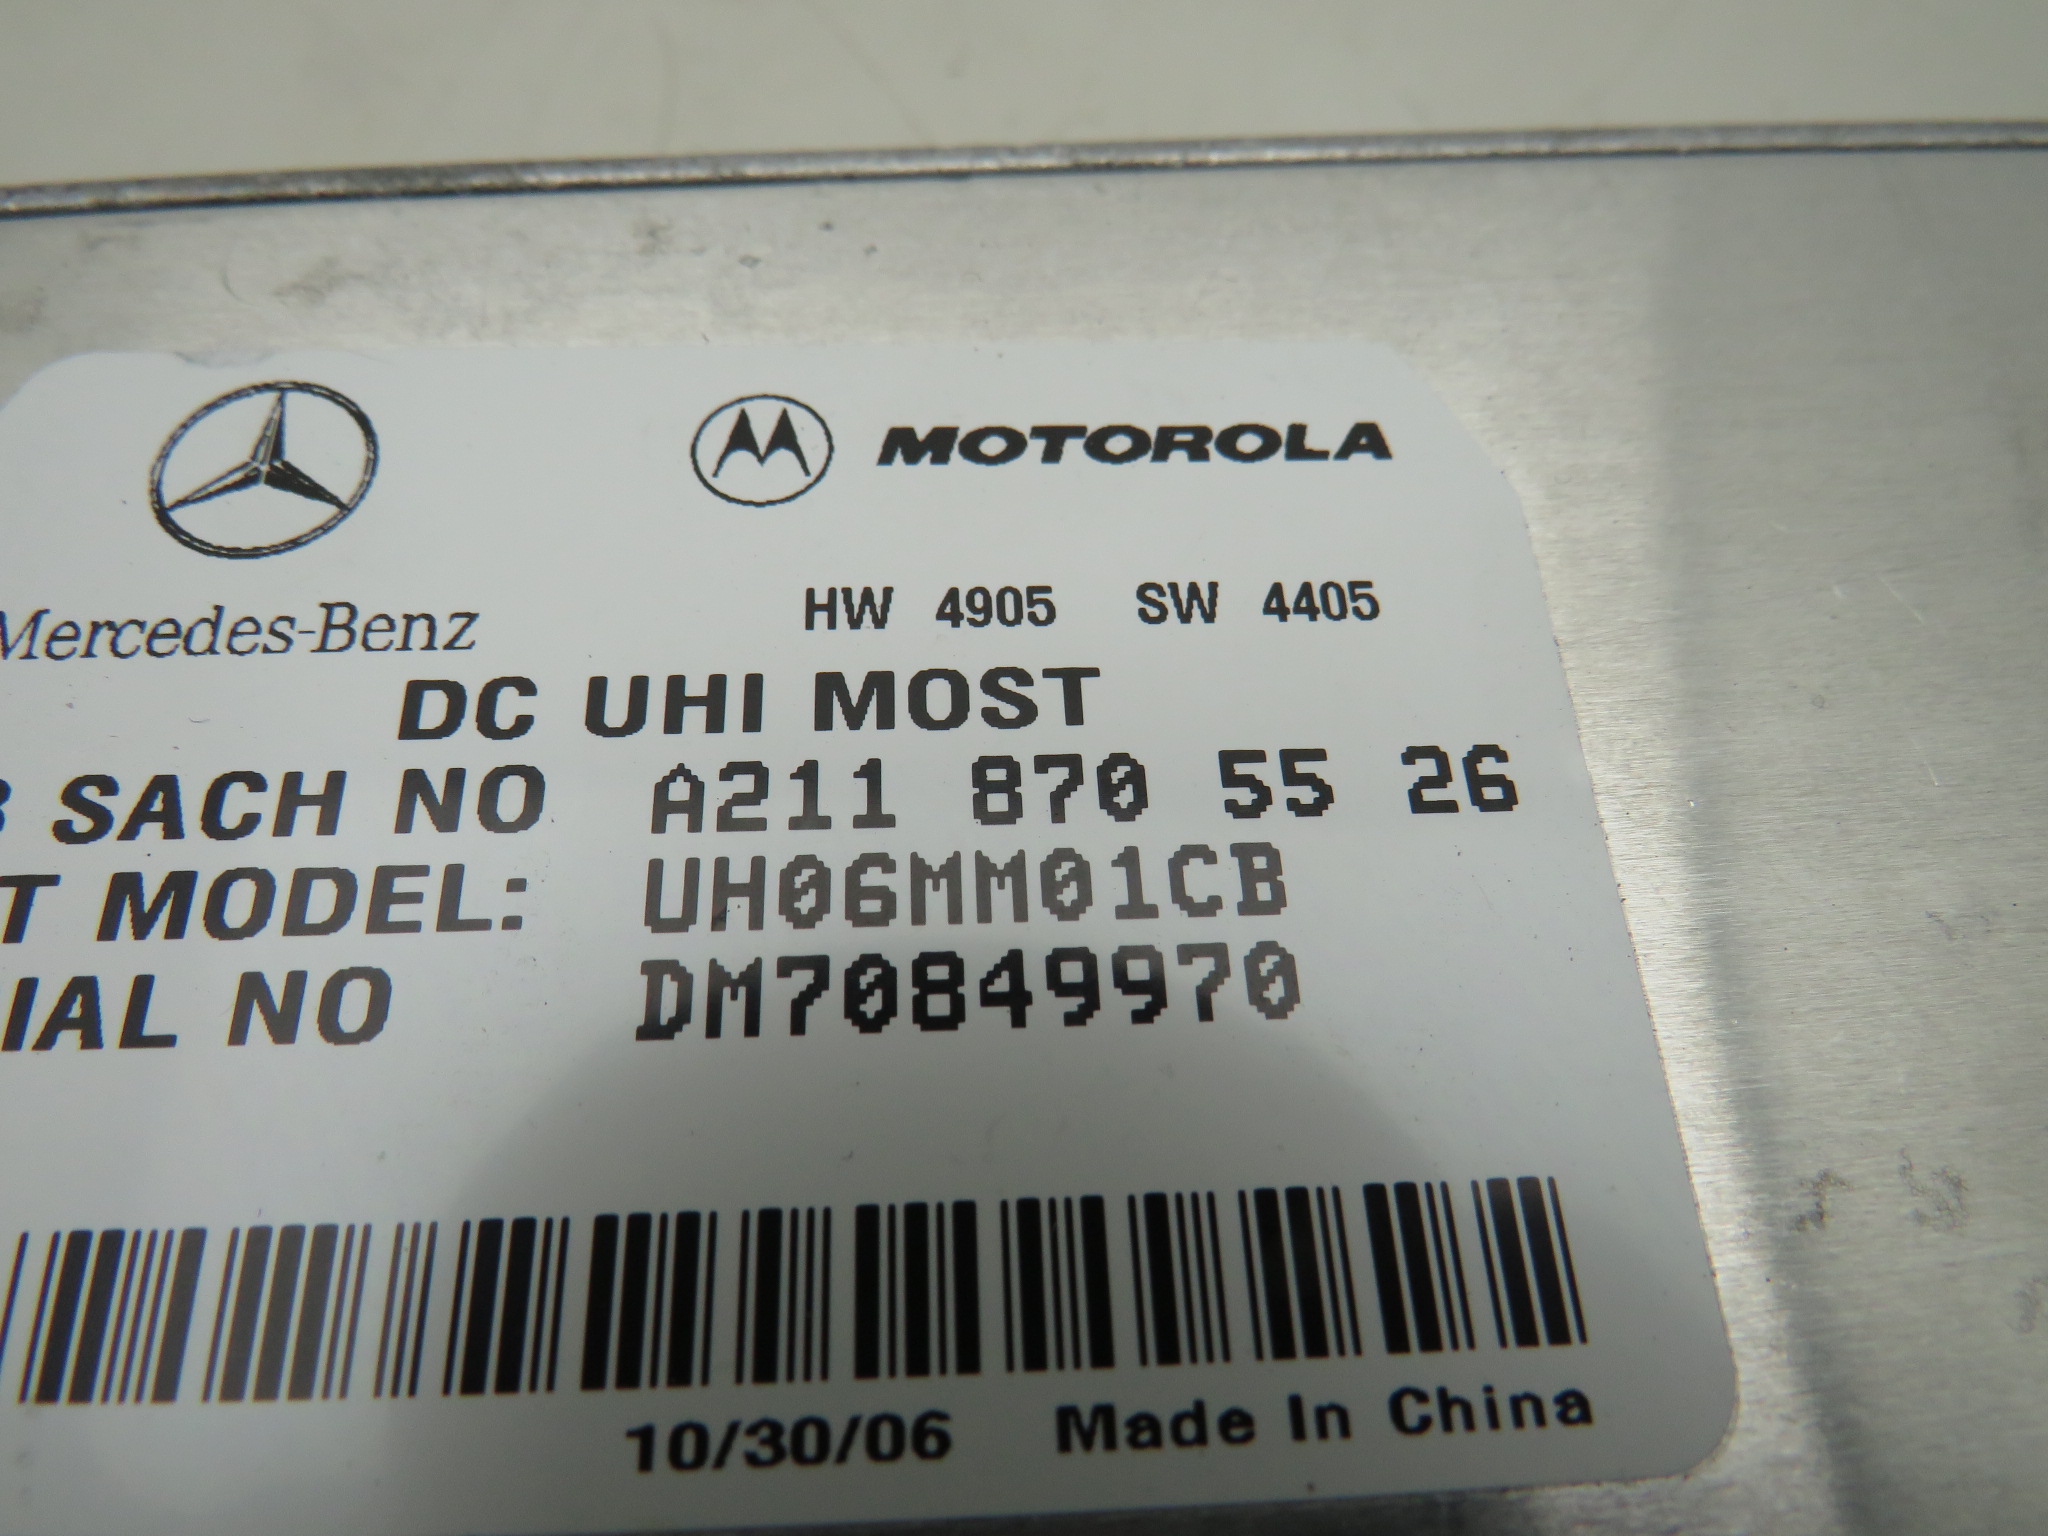 MOTOROLA
HW 4905 SW 4405
Mercedes-Benz
DC UHI MOST
SACH NO A211 870 55 26
MODEL: UH06MM01CB
NO DM70849970
10/30/06 Made In China